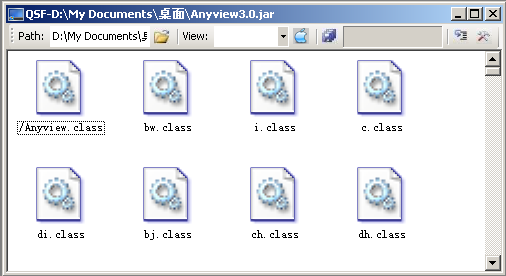 QSF-D:\My Documents\桌面\Anyview3.0.jar
Path: D:\My Documents\ View:
/Anyview.class bw.class i.class c.class
di.class bj.class ch.class dh.class